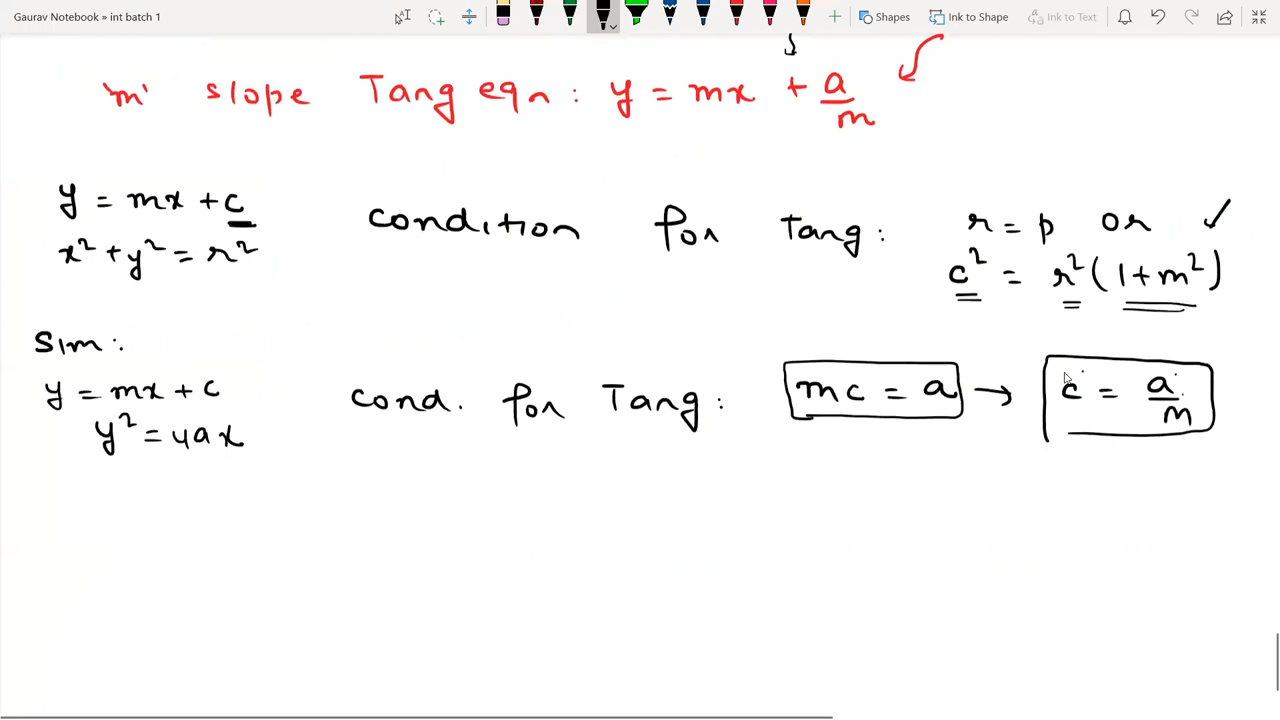 Gaurav Notebook » int batch 1
Shapes Ink to Shape Ink to Text
'm' slope Tang eqn : y = mx + a/m
y = mx + c condition for Tang : r = p or ✓
x² + y² = r² c² = r² ( 1 + m² )
Sim :
y = mx + c cond. for Tang : mc = a → c = a/m
y² = 4ax